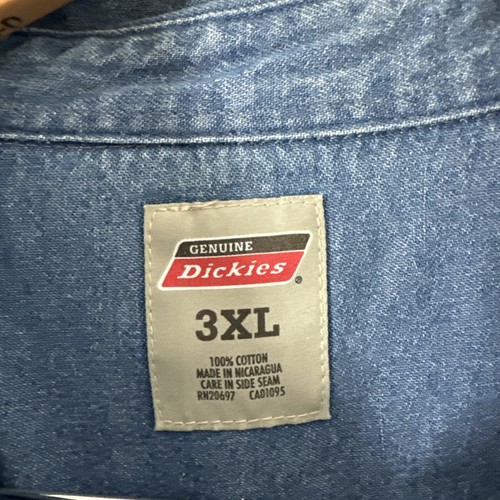 GENUINE
Dickies®
3XL
100% COTTON
MADE IN NICARAGUA
CARE IN SIDE SEAM
RN20697 CA01095